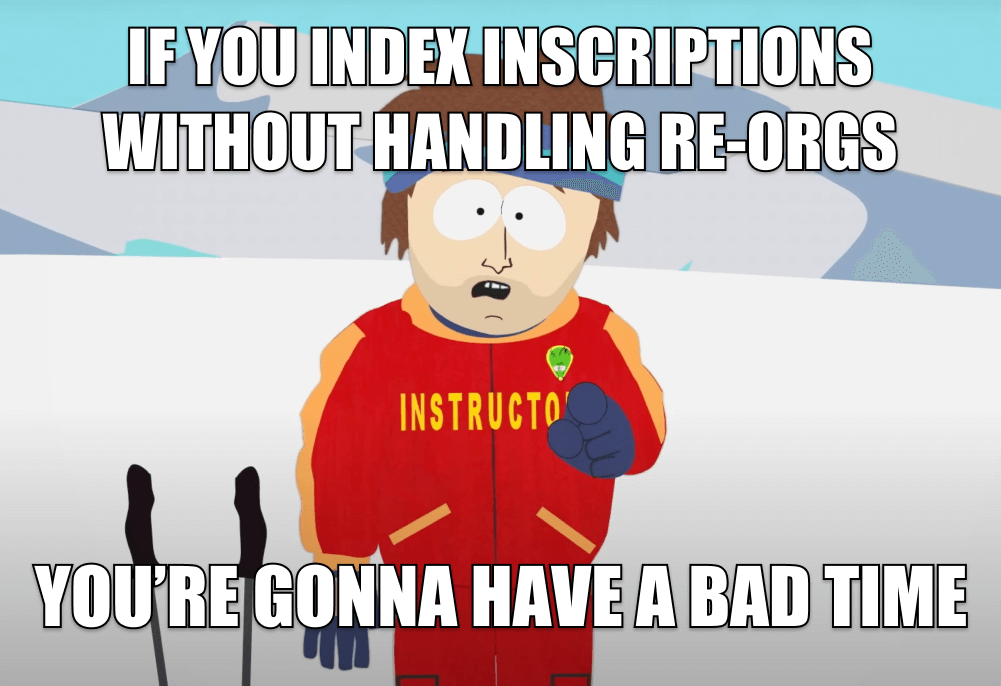 IF YOU INDEX INSCRIPTIONS
WITHOUT HANDLING RE-ORGS
INSTRUCTO
YOU’RE GONNA HAVE A BAD TIME